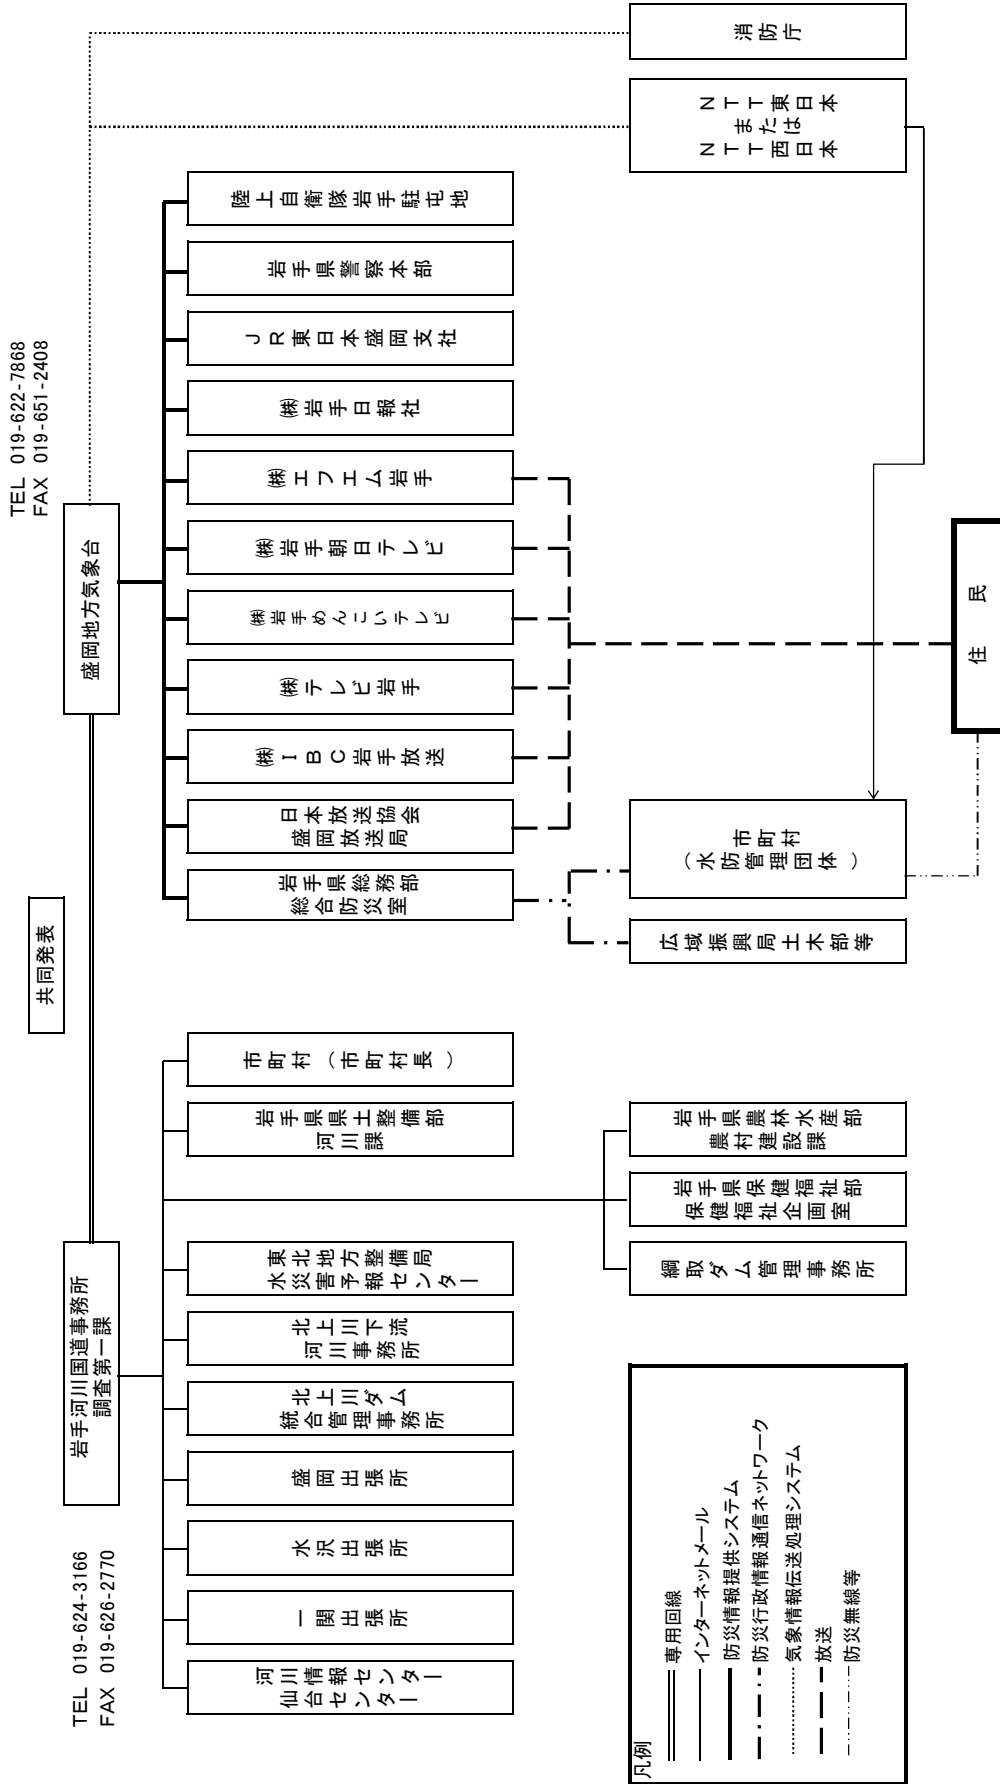 共同発表
TEL 019-624-3166
FAX 019-626-2770
岩手河川国道事務所
調査第一課
盛岡地方気象台
TEL 019-622-7868
FAX 019-651-2408
河川情報センター
仙台センター
一関出張所
水沢出張所
盛岡出張所
北上川ダム
統合管理事務所
北上川下流
河川事務所
東北地方整備局
水災害予報センター
岩手県県土整備部
河川課
市町村(市町村長)
岩手県総務部
総合防災室
日本放送協会
盛岡放送局
㈱IBC岩手放送
㈱テレビ岩手
㈱岩手めんこいテレビ
㈱岩手朝日テレビ
㈱エフエム岩手
㈱岩手日報社
JR東日本盛岡支社
岩手県警察本部
陸上自衛隊岩手駐屯地
綱取ダム管理事務所
岩手県保健福祉部
保健福祉企画室
岩手県農林水産部
農村建設課
広域振興局土木部等
市町村
(水防管理団体)
NTT東日本
または
NTT西日本
消防庁
住民
凡例
専用回線
インターネットメール
防災情報提供システム
防災行政情報通信ネットワーク
気象情報伝送処理システム
放送
防災無線等